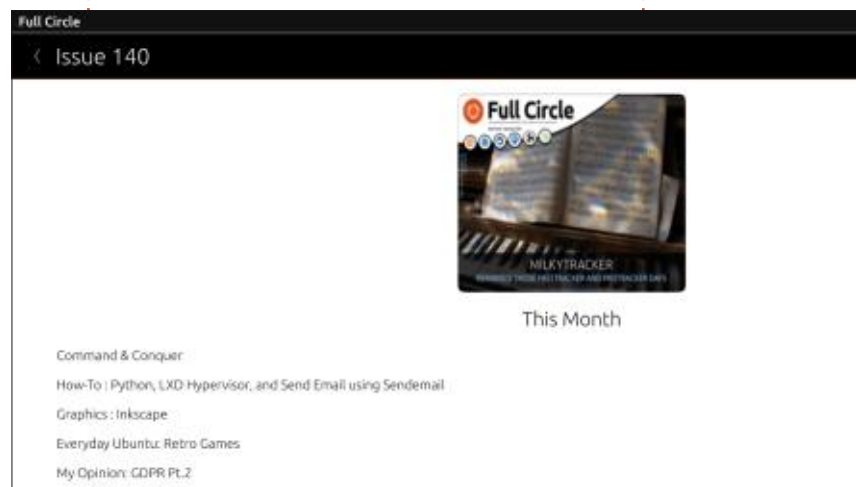 Full Circle
Issue 140
Full Circle
MILKYTRACKER
This Month
Command & Conquer
How-To : Python, LXD Hypervisor, and Send Email using Sendemail
Graphics : Inkscape
Everyday Ubuntu: Retro Games
My Opinion: GDPR Pt.2